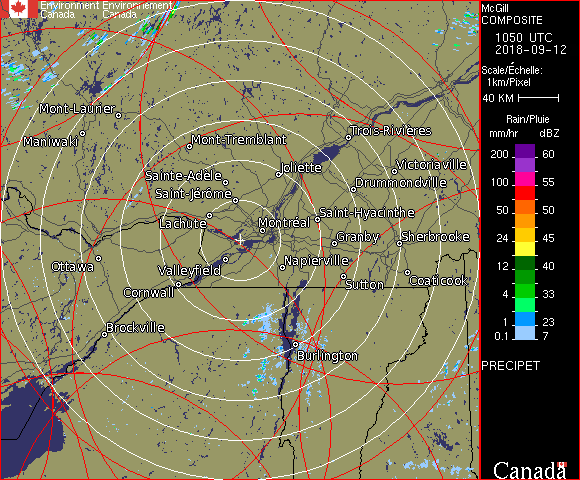 Environment Environnement
Canada Canada
Mont-Laurier
Maniwaki
Mont-Tremblant
Trois-Rivières
Sainte-Adèle
Joliette
Victoriaville
Saint-Jérôme
Drummondville
Lachute
Montréal
Saint-Hyacinthe
Granby
Sherbrooke
Ottawa
Valleyfield
Napierville
Cornwall
Sutton
Coaticook
Brockville
Burlington
McGill
COMPOSITE
1050 UTC
2018-09-12
Scale/Échelle:
1km/Pixel
40 KM
Rain/Pluie
mm/hr dBZ
200 60
100 55
50 50
24 45
12 40
4 33
1 23
0.1 7
PRECIPET
Canada